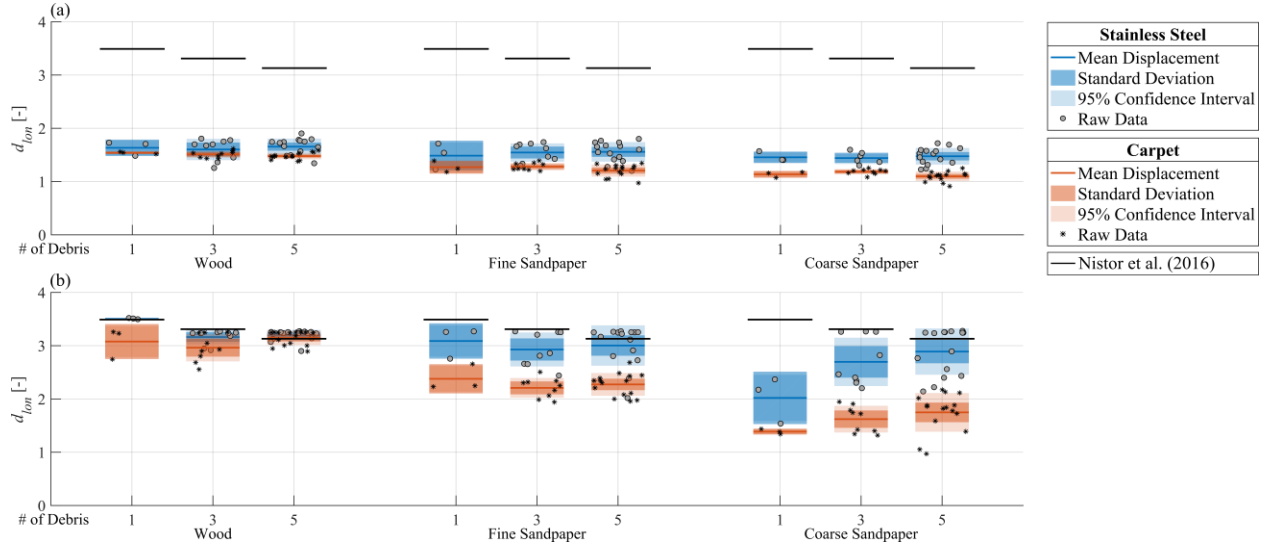 (a)
4
3
2
1
0
d_lon [-]
# of Debris 1 3 5 1 3 5 1 3 5
Wood Fine Sandpaper Coarse Sandpaper
Stainless Steel
Mean Displacement
Standard Deviation
95% Confidence Interval
Raw Data
Carpet
Mean Displacement
Standard Deviation
95% Confidence Interval
Raw Data
Nistor et al. (2016)
(b)
4
3
2
1
0
d_lon [-]
# of Debris 1 3 5 1 3 5 1 3 5
Wood Fine Sandpaper Coarse Sandpaper